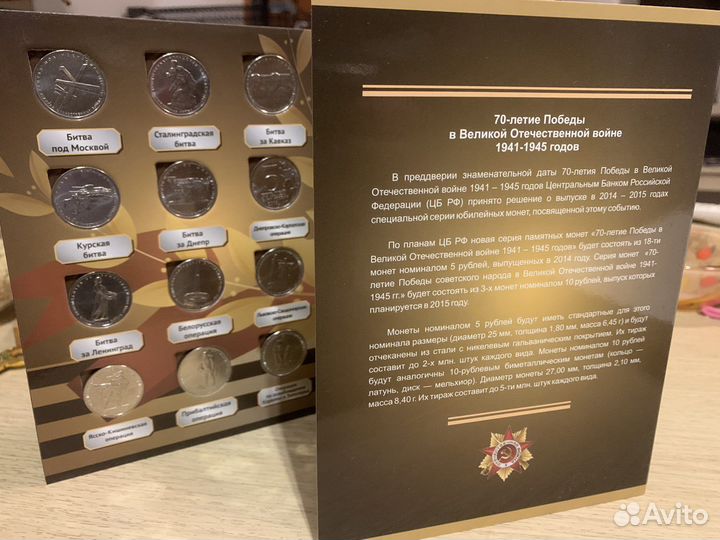 Битва
под Москвой
Сталинградская
битва
Битва
за Кавказ
Курская
битва
Битва
за Днепр
Днепровско-Карпатская
операция
Битва
за Ленинград
Белорусская
операция
Львовско-Сандомирская
операция
Ясско-Кишиневская
операция
Прибалтийская
операция
70-летие Победы
в Великой Отечественной войне
1941-1945 годов
В преддверии знаменательной даты 70-летия Победы в Великой
Отечественной войне 1941 – 1945 годов Центральным Банком Российской
Федерации (ЦБ РФ) принято решение о выпуске в 2014 – 2015 годах
специальной серии юбилейных монет, посвященной этому событию.
По планам ЦБ РФ новая серия памятных монет «70-летие Победы в
Великой Отечественной войне 1941 – 1945 годов» будет состоять из 18-ти
монет номиналом 5 рублей, выпущенных в 2014 году. Серия монет «70-
летие Победы советского народа в Великой Отечественной войне 1941-
1945 гг.» будет состоять из 3-х монет номиналом 10 рублей, выпуск которых
планируется в 2015 году.
Монеты номиналом 5 рублей будут иметь стандартные для этого
номинала размеры (диаметр 25 мм, толщина 1,80 мм, масса 6,45 г) и будут
отчеканены из стали с никелевым гальваническим покрытием. Их тираж
составит до 2-х млн. штук каждого вида. Монеты номиналом 10 рублей
будут аналогичны 10-рублевым биметаллическим монетам (кольцо –
латунь, диск – мельхиор). Диаметр монеты 27,00 мм, толщина 2,10 мм,
масса 8,40 г. Их тираж составит до 5-ти млн. штук каждого вида.
Avito